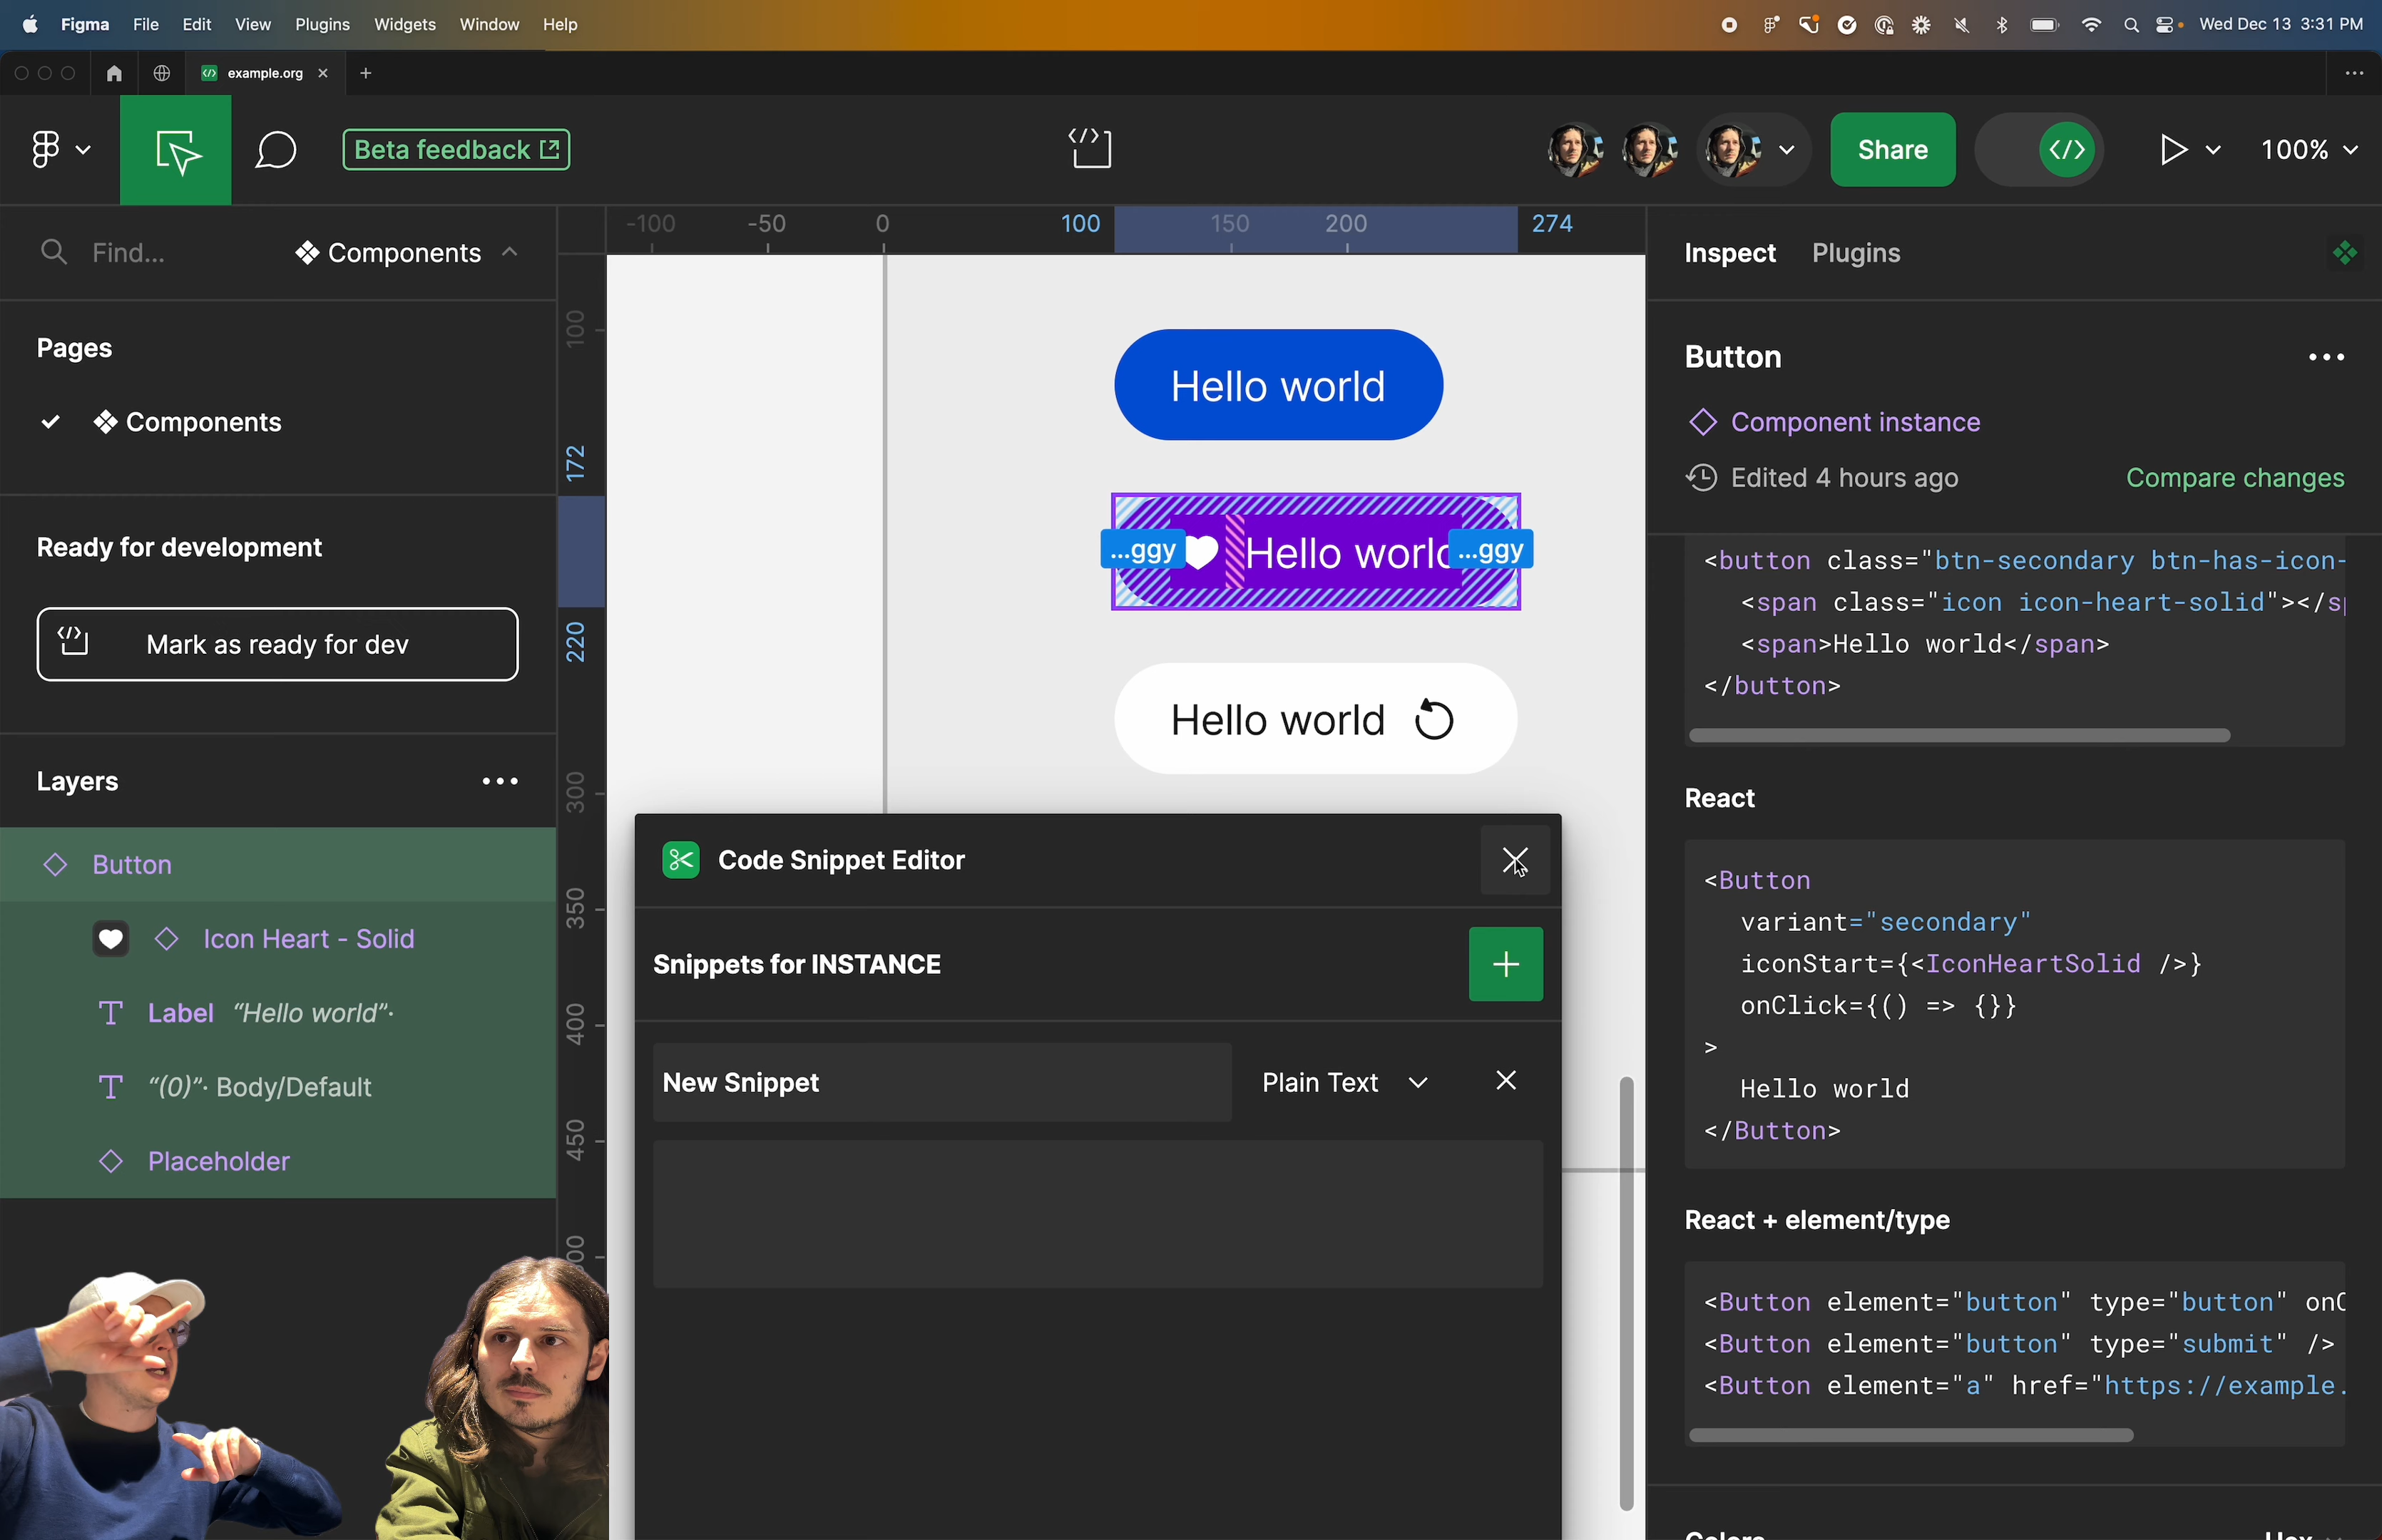 Figma File Edit View Plugins Widgets Window Help
Wed Dec 13 3:31 PM
example.org
Beta feedback
Share
100%
Find...
Components
-100 -50 0 100 150 200 274
Inspect Plugins
Pages
Components
Ready for development
Mark as ready for dev
Layers
Button
Icon Heart - Solid
Label “Hello world”·
“(0)”· Body/Default
Placeholder
100
172
220
300
350
400
450
Hello world
...ggy Hello world ...ggy
Hello world
Code Snippet Editor
Snippets for INSTANCE
New Snippet
Plain Text
Button
Component instance
Edited 4 hours ago
Compare changes
<button class="btn-secondary btn-has-icon-
<span class="icon icon-heart-solid"></sp
<span>Hello world</span>
</button>
React
<Button
variant="secondary"
iconStart={<IconHeartSolid />}
onClick={() => {}}
>
Hello world
</Button>
React + element/type
<Button element="button" type="button" onC
<Button element="button" type="submit" />
<Button element="a" href="https://example.